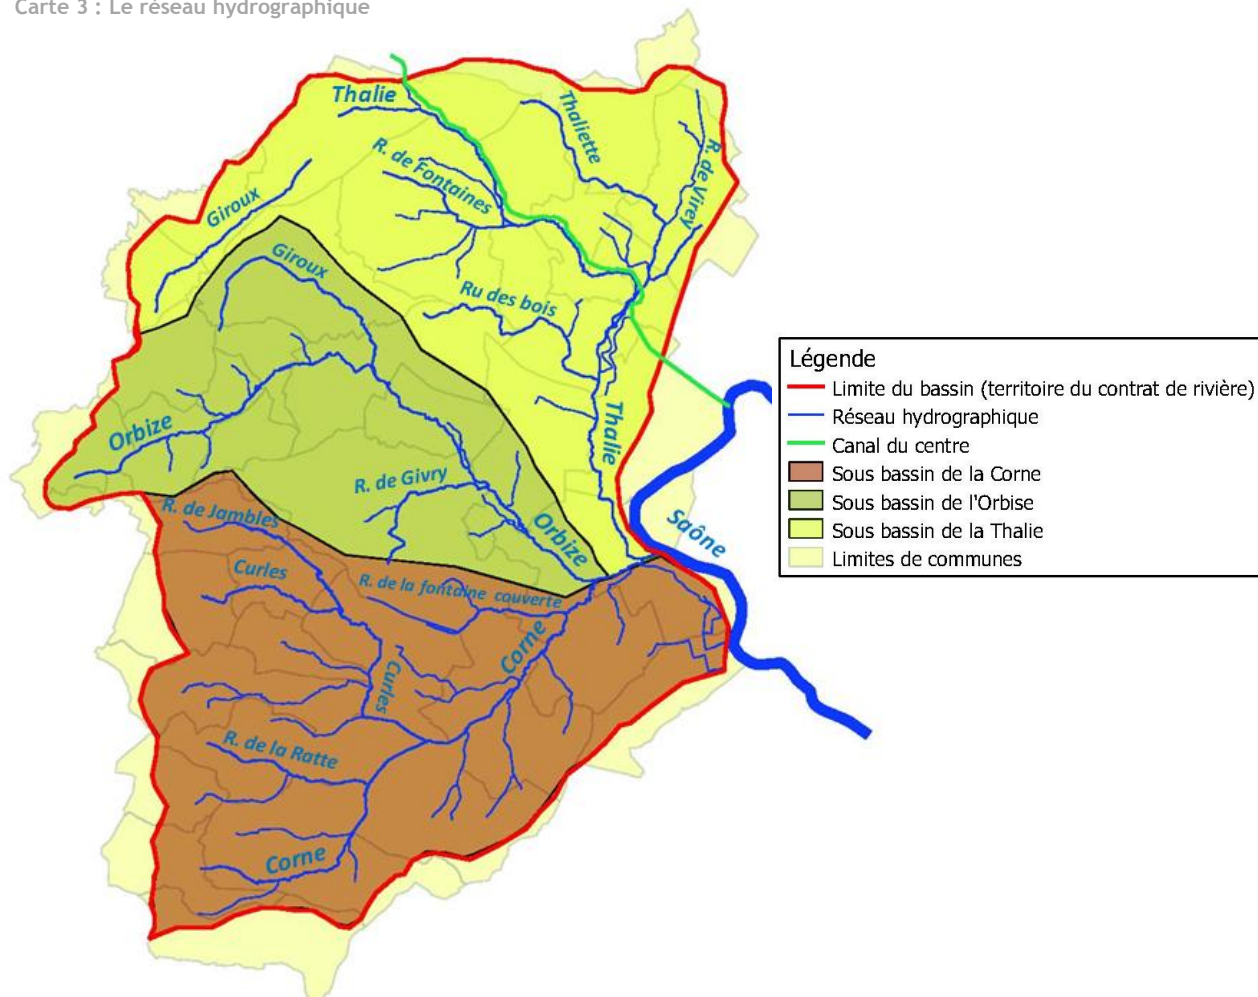 Carte 3 : Le réseau hydrographique
Thalie
Thaliette
R. de Virey
R. de Fontaines
Giroux
Giroux
Ru des bois
Thalie
Orbize
R. de Givry
Orbize
Saône
R. de Jambles
Curles
R. de la fontaine couverte
Corne
Curles
R. de la Ratte
Corne
Légende
Limite du bassin (territoire du contrat de rivière)
Réseau hydrographique
Canal du centre
Sous bassin de la Corne
Sous bassin de l'Orbise
Sous bassin de la Thalie
Limites de communes